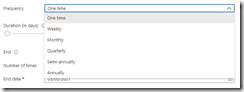 Frequency
One time
One time
Duration (in days)
Weekly
Monthly
Quarterly
End
Semi-annually
Number of times
Annually
End date *